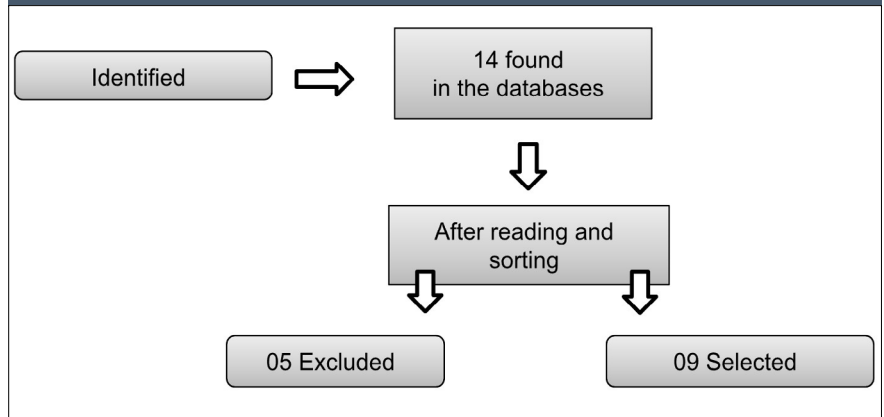 Identified
14 found
in the databases
After reading and
sorting
05 Excluded
09 Selected